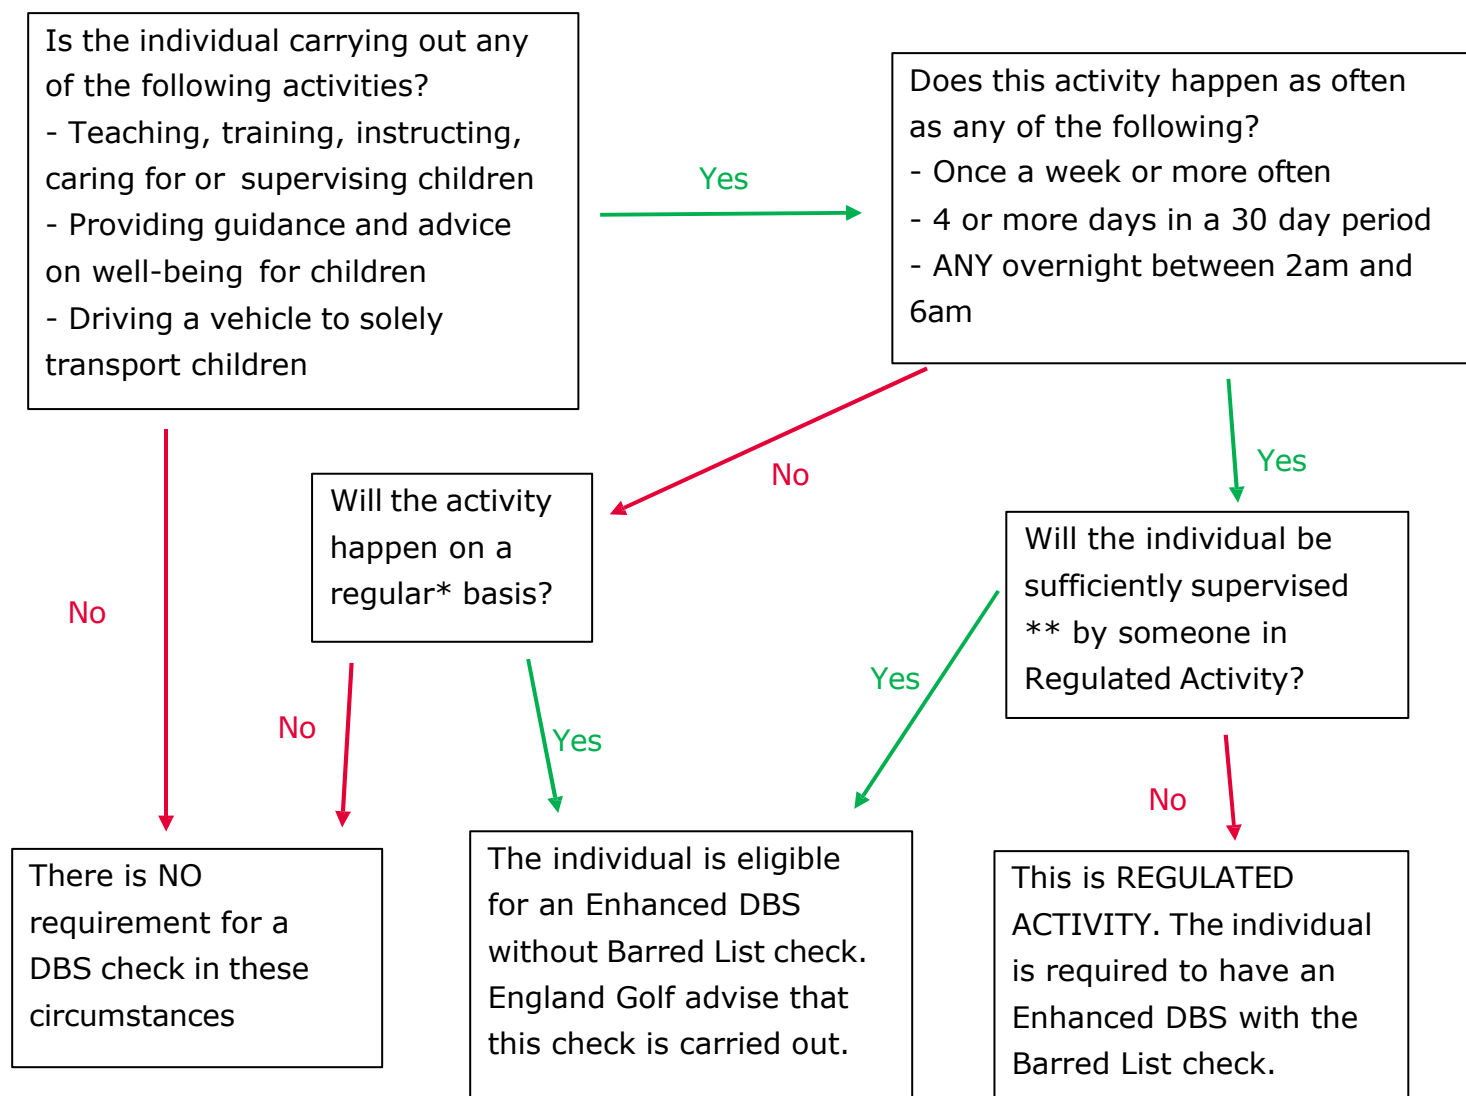 Is the individual carrying out any
of the following activities?
- Teaching, training, instructing,
caring for or supervising children
- Providing guidance and advice
on well-being for children
- Driving a vehicle to solely
transport children
Yes
Does this activity happen as often
as any of the following?
- Once a week or more often
- 4 or more days in a 30 day period
- ANY overnight between 2am and
6am
No
Yes
Will the activity
happen on a
regular* basis?
Will the individual be
sufficiently supervised
** by someone in
Regulated Activity?
No
No
Yes
Yes
No
There is NO
requirement for a
DBS check in these
circumstances
The individual is eligible
for an Enhanced DBS
without Barred List check.
England Golf advise that
this check is carried out.
This is REGULATED
ACTIVITY. The individual
is required to have an
Enhanced DBS with the
Barred List check.